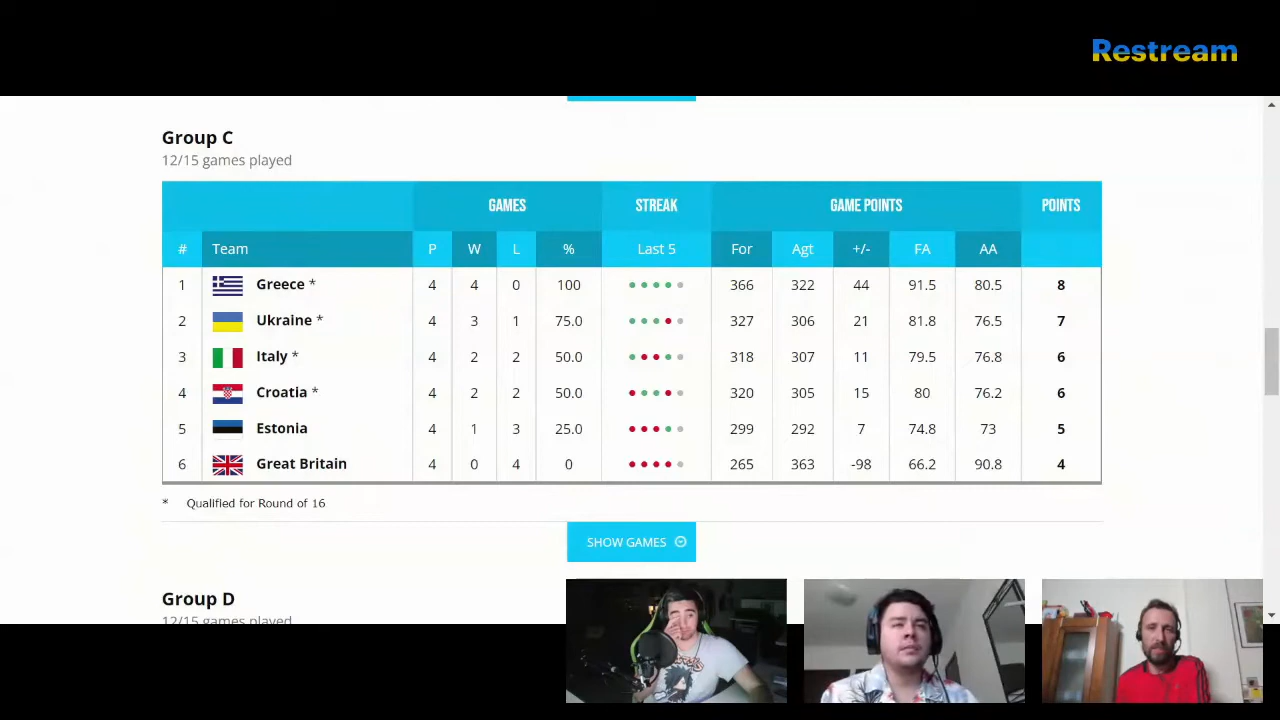 Restream
Group C
12/15 games played
GAMES STREAK GAME POINTS POINTS
# Team P W L % Last 5 For Agt +/- FA AA
1 Greece * 4 4 0 100 366 322 44 91.5 80.5 8
2 Ukraine * 4 3 1 75.0 327 306 21 81.8 76.5 7
3 Italy * 4 2 2 50.0 318 307 11 79.5 76.8 6
4 Croatia * 4 2 2 50.0 320 305 15 80 76.2 6
5 Estonia 4 1 3 25.0 299 292 7 74.8 73 5
6 Great Britain 4 0 4 0 265 363 -98 66.2 90.8 4
* Qualified for Round of 16
SHOW GAMES
Group D
12/15 games played